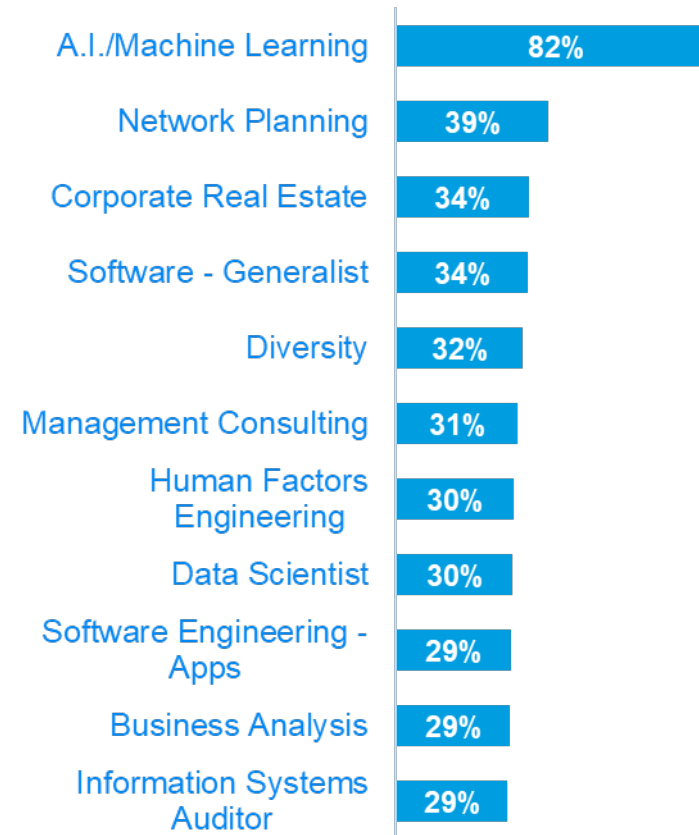 A.I./Machine Learning 82%
Network Planning 39%
Corporate Real Estate 34%
Software - Generalist 34%
Diversity 32%
Management Consulting 31%
Human Factors
Engineering 30%
Data Scientist 30%
Software Engineering -
Apps 29%
Business Analysis 29%
Information Systems
Auditor 29%